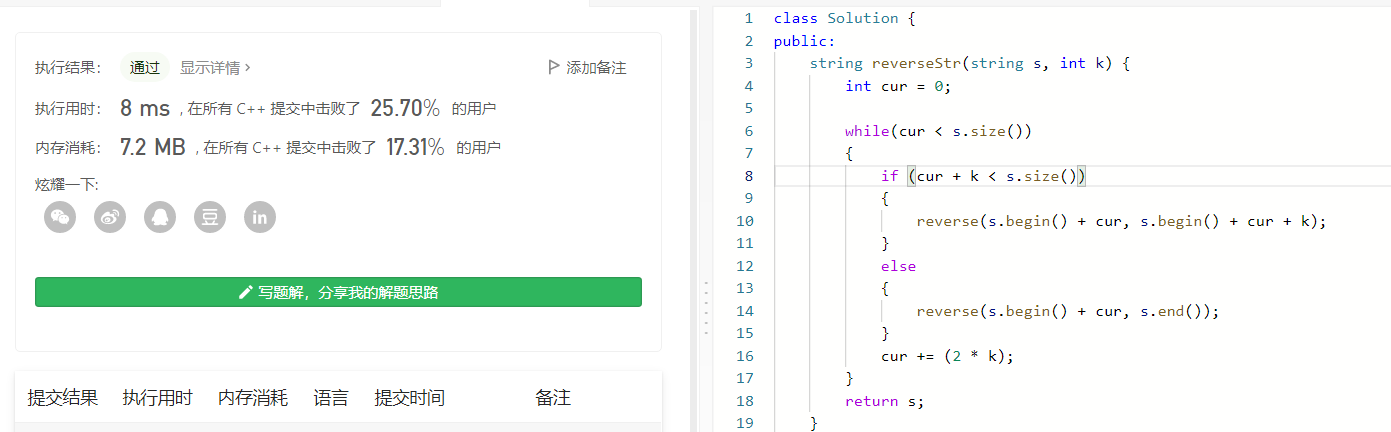 执行结果： 通过 显示详情 › 添加备注
执行用时： 8 ms ，在所有 C++ 提交中击败了 25.70% 的用户
内存消耗： 7.2 MB ，在所有 C++ 提交中击败了 17.31% 的用户
炫耀一下:
写题解，分享我的解题思路
提交结果 执行用时 内存消耗 语言 提交时间 备注
1 class Solution {
2 public:
3     string reverseStr(string s, int k) {
4         int cur = 0;
5
6         while(cur < s.size())
7         {
8             if (cur + k < s.size())
9             {
10                 reverse(s.begin() + cur, s.begin() + cur + k);
11             }
12             else
13             {
14                 reverse(s.begin() + cur, s.end());
15             }
16             cur += (2 * k);
17         }
18         return s;
19     }